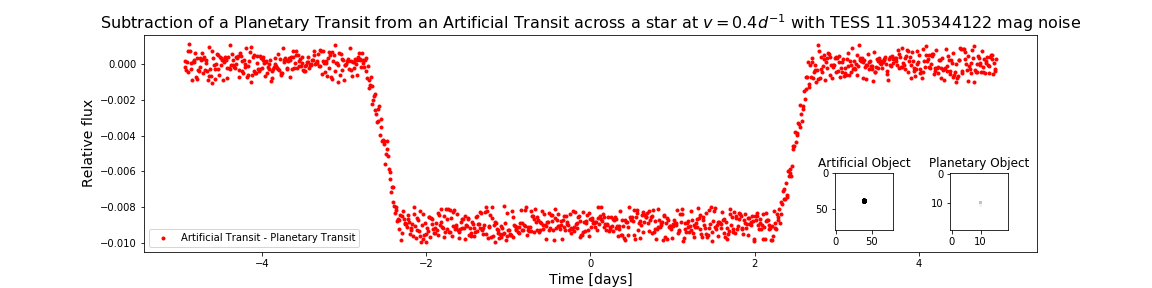 Subtraction of a Planetary Transit from an Artificial Transit across a star at v = 0.4d⁻¹ with TESS 11.305344122 mag noise
Relative flux
0.000
−0.002
−0.004
−0.006
−0.008
−0.010
Artificial Transit - Planetary Transit
Artificial Object
0
50
0 50
Planetary Object
0
10
0 10
−4 −2 0 2 4
Time [days]